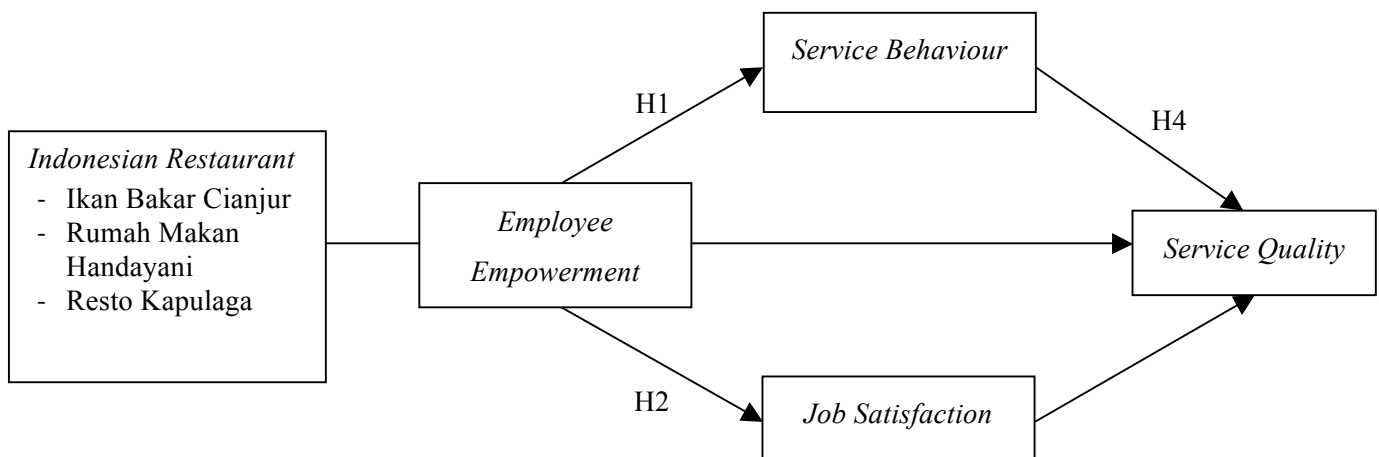 Service Behaviour
H1
H4
Indonesian Restaurant
- Ikan Bakar Cianjur
- Rumah Makan
Handayani
- Resto Kapulaga
Employee
Empowerment
Service Quality
H2
Job Satisfaction